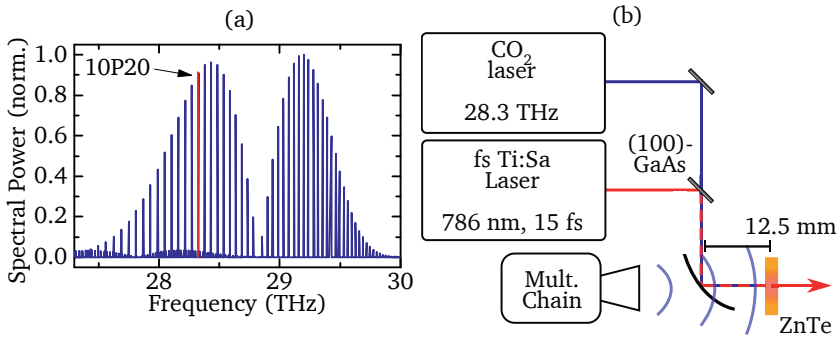 (a)
Spectral Power (norm.)
1.0
0.8
0.6
0.4
0.2
0.0
10P20
28
29
30
Frequency (THz)
(b)
CO₂
laser
28.3 THz
fs Ti:Sa
Laser
786 nm, 15 fs
(100)-
GaAs
12.5 mm
Mult.
Chain
ZnTe